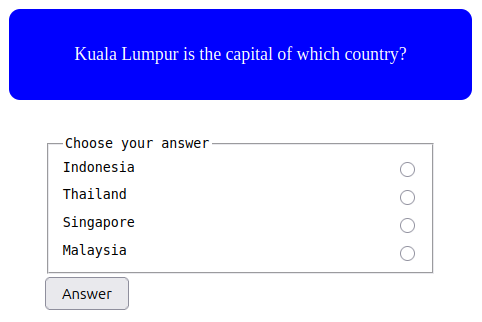 Kuala Lumpur is the capital of which country?
Choose your answer
Indonesia
Thailand
Singapore
Malaysia
Answer